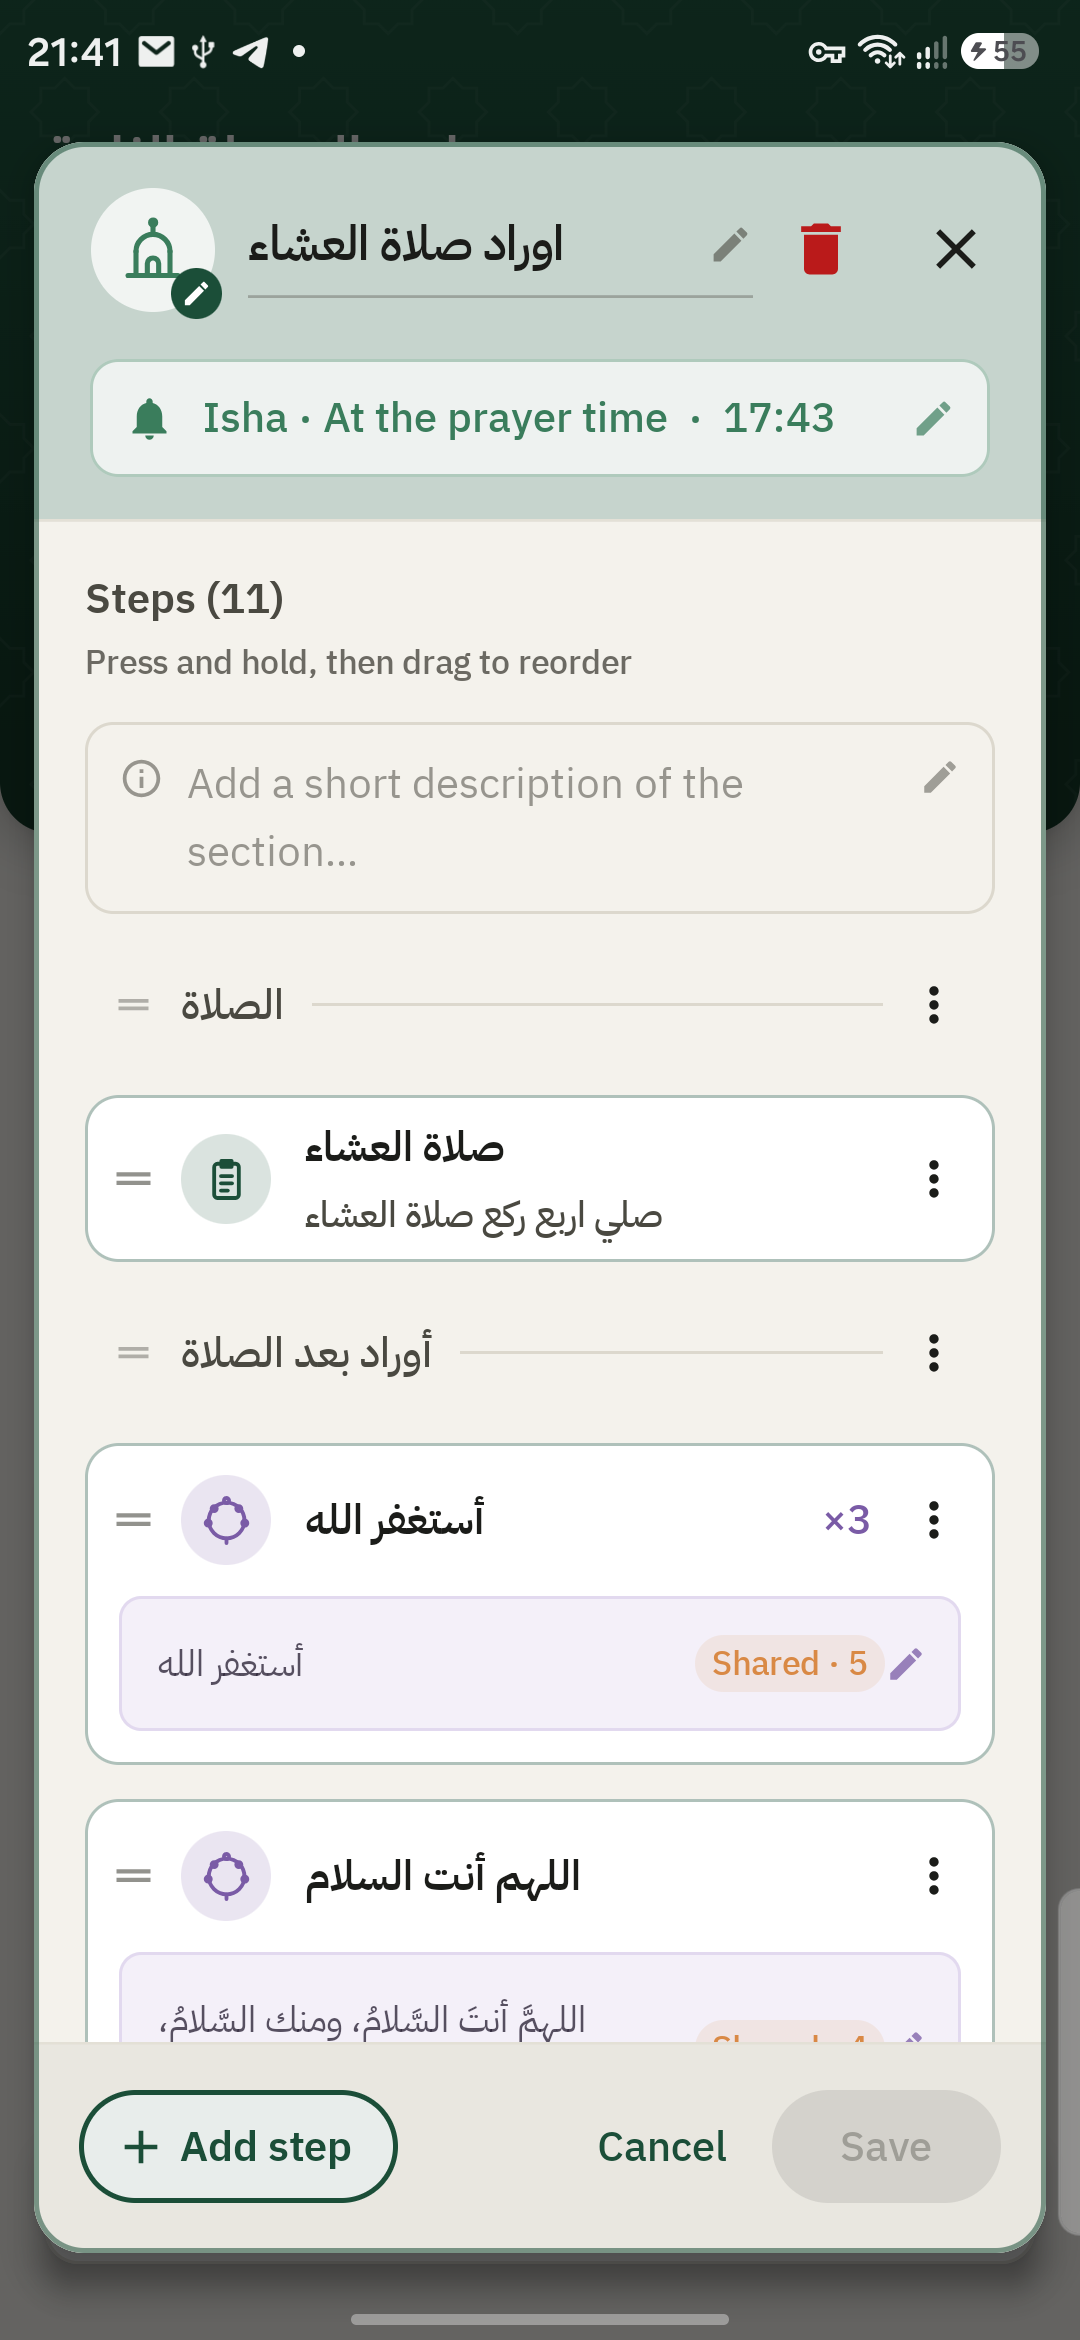 21:41
55
اوراد صلاة العشاء
Isha · At the prayer time · 17:43
Steps (11)
Press and hold, then drag to reorder
Add a short description of the
section...
الصلاة
صلاة العشاء
صلي اربع ركع صلاة العشاء
أوراد بعد الصلاة
أستغفر الله
×3
أستغفر الله
Shared · 5
اللهم أنت السلام
اللهمَّ أنتَ السَّلامُ، ومنك السَّلامُ،
Shared · 4
+ Add step
Cancel
Save